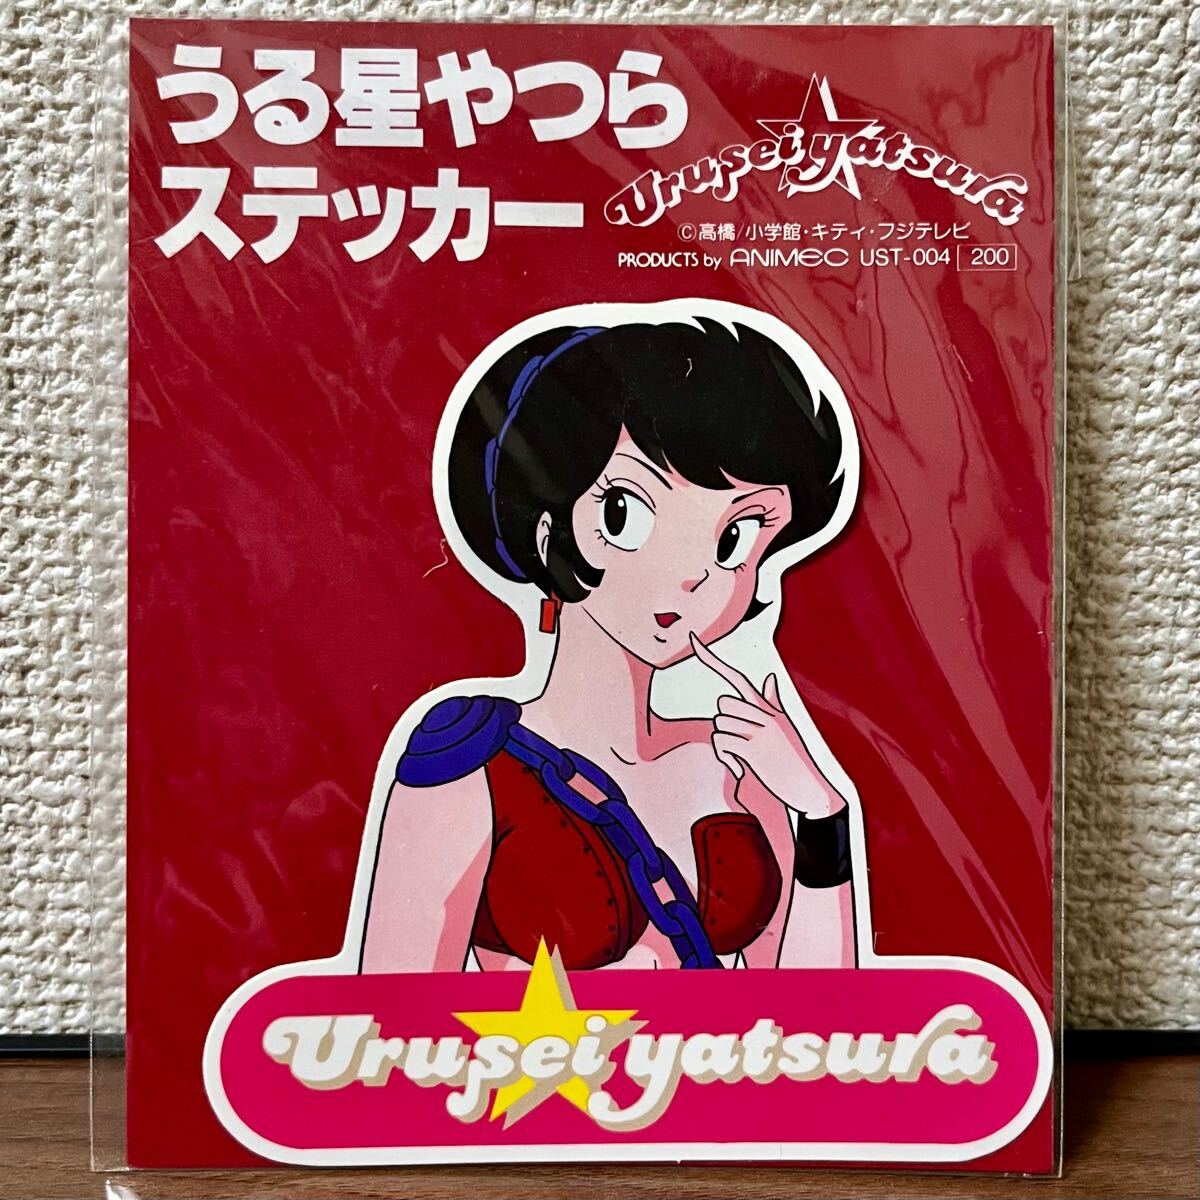 うる星やつら
ステッカー
Urusei yatsura
©高橋/小学館・キティ・フジテレビ
PRODUCTS by ANIMEC UST-004 200
Urusei yatsura